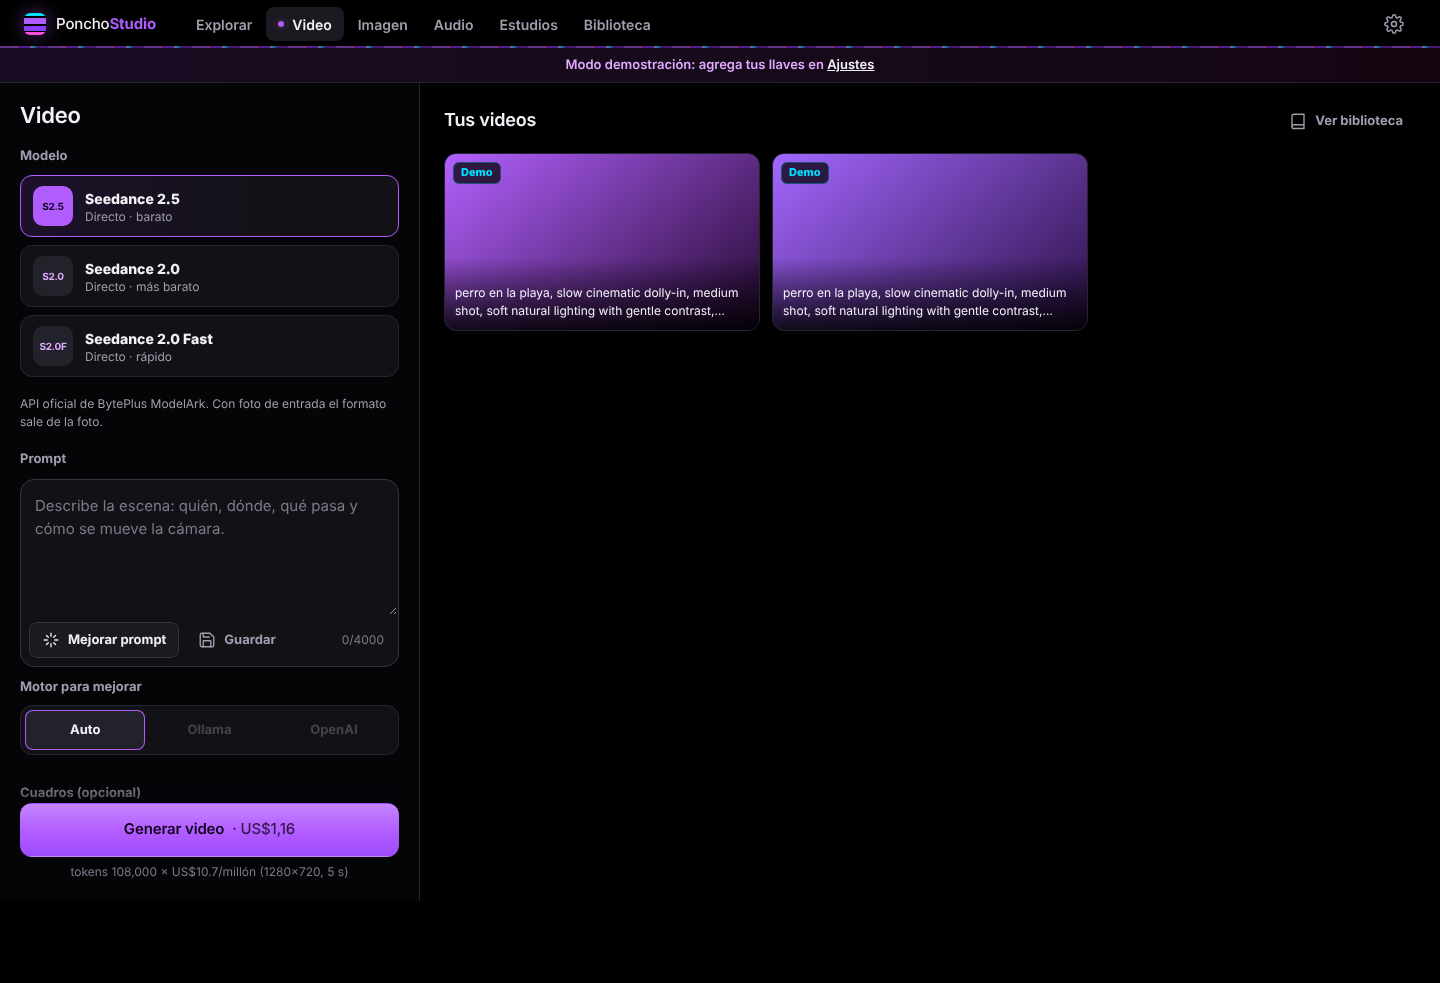 PonchoStudio
Explorar
Video
Imagen
Audio
Estudios
Biblioteca
Modo demostración: agrega tus llaves en Ajustes
Video
Modelo
S2.5
Seedance 2.5
Directo · barato
S2.0
Seedance 2.0
Directo · más barato
S2.0F
Seedance 2.0 Fast
Directo · rápido
API oficial de BytePlus ModelArk. Con foto de entrada el formato
sale de la foto.
Prompt
Describe la escena: quién, dónde, qué pasa y
cómo se mueve la cámara.
Mejorar prompt
Guardar
0/4000
Motor para mejorar
Auto
Ollama
OpenAI
Cuadros (opcional)
Generar video · US$1,16
tokens 108,000 × US$10.7/millón (1280×720, 5 s)
Tus videos
Ver biblioteca
Demo
perro en la playa, slow cinematic dolly-in, medium
shot, soft natural lighting with gentle contrast,...
Demo
perro en la playa, slow cinematic dolly-in, medium
shot, soft natural lighting with gentle contrast,...